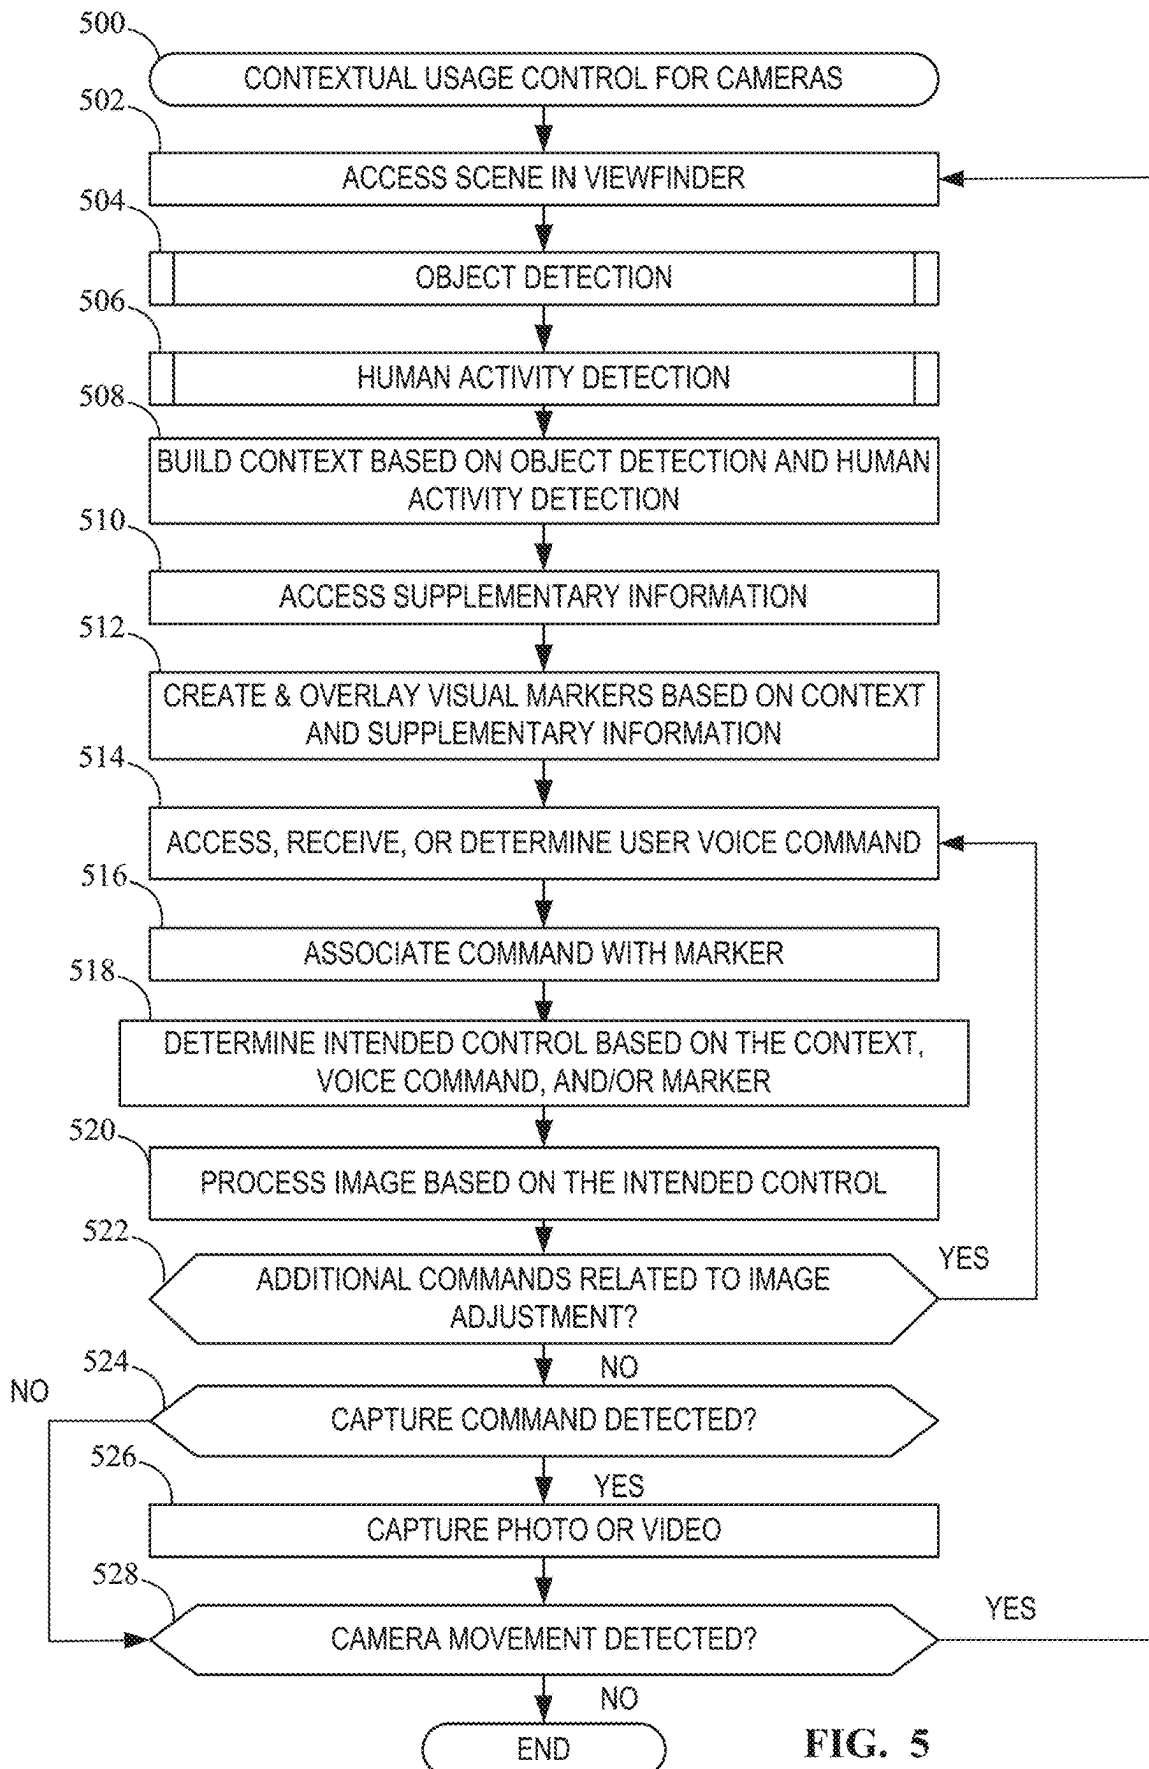 500
CONTEXTUAL USAGE CONTROL FOR CAMERAS
502
ACCESS SCENE IN VIEWFINDER
504
OBJECT DETECTION
506
HUMAN ACTIVITY DETECTION
508
BUILD CONTEXT BASED ON OBJECT DETECTION AND HUMAN
ACTIVITY DETECTION
510
ACCESS SUPPLEMENTARY INFORMATION
512
CREATE & OVERLAY VISUAL MARKERS BASED ON CONTEXT
AND SUPPLEMENTARY INFORMATION
514
ACCESS, RECEIVE, OR DETERMINE USER VOICE COMMAND
516
ASSOCIATE COMMAND WITH MARKER
518
DETERMINE INTENDED CONTROL BASED ON THE CONTEXT,
VOICE COMMAND, AND/OR MARKER
520
PROCESS IMAGE BASED ON THE INTENDED CONTROL
522
YES
ADDITIONAL COMMANDS RELATED TO IMAGE
ADJUSTMENT?
NO
524
NO
CAPTURE COMMAND DETECTED?
YES
526
CAPTURE PHOTO OR VIDEO
528
YES
CAMERA MOVEMENT DETECTED?
NO
END
FIG. 5